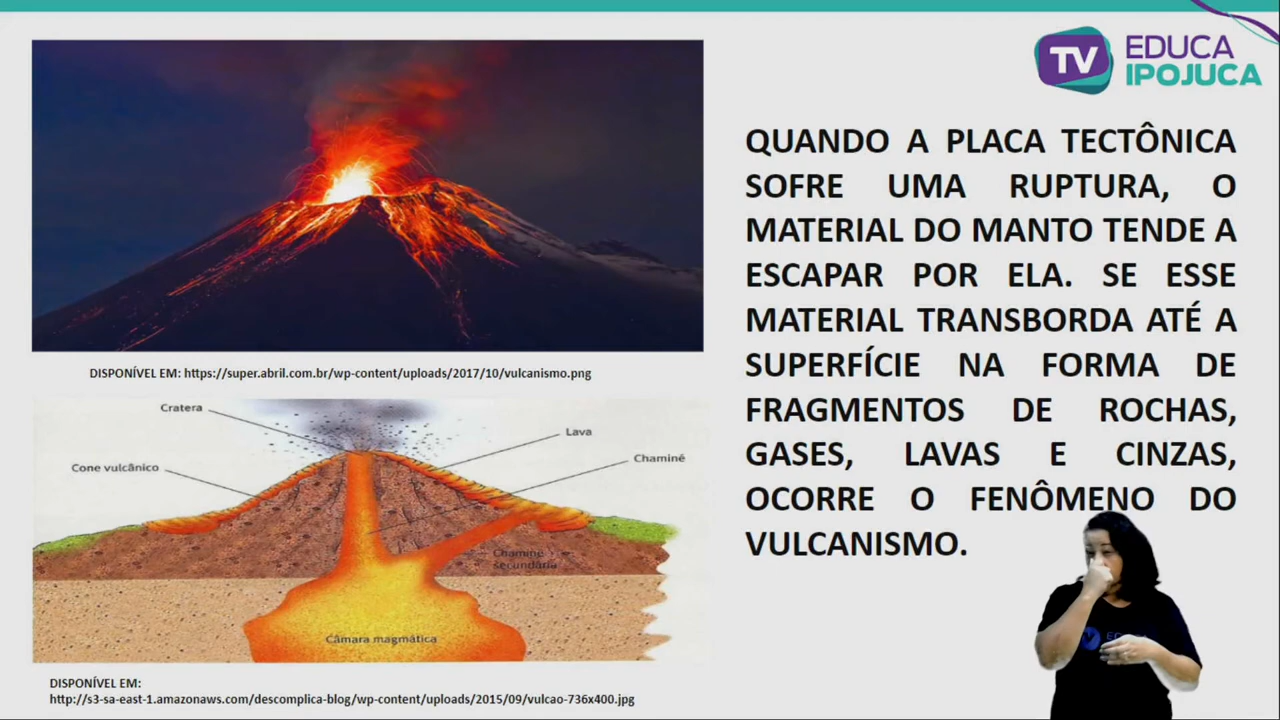 TV EDUCA
IPOJUCA
QUANDO A PLACA TECTÔNICA
SOFRE UMA RUPTURA, O
MATERIAL DO MANTO TENDE A
ESCAPAR POR ELA. SE ESSE
MATERIAL TRANSBORDA ATÉ A
SUPERFÍCIE NA FORMA DE
FRAGMENTOS DE ROCHAS,
GASES, LAVAS E CINZAS,
OCORRE O FENÔMENO DO
VULCANISMO.
DISPONÍVEL EM: https://super.abril.com.br/wp-content/uploads/2017/10/vulcanismo.png
Cratera
Lava
Chaminé
Cone vulcânico
Chaminé
secundária
Câmara magmática
DISPONÍVEL EM:
http://s3-sa-east-1.amazonaws.com/descomplica-blog/wp-content/uploads/2015/09/vulcao-736x400.jpg